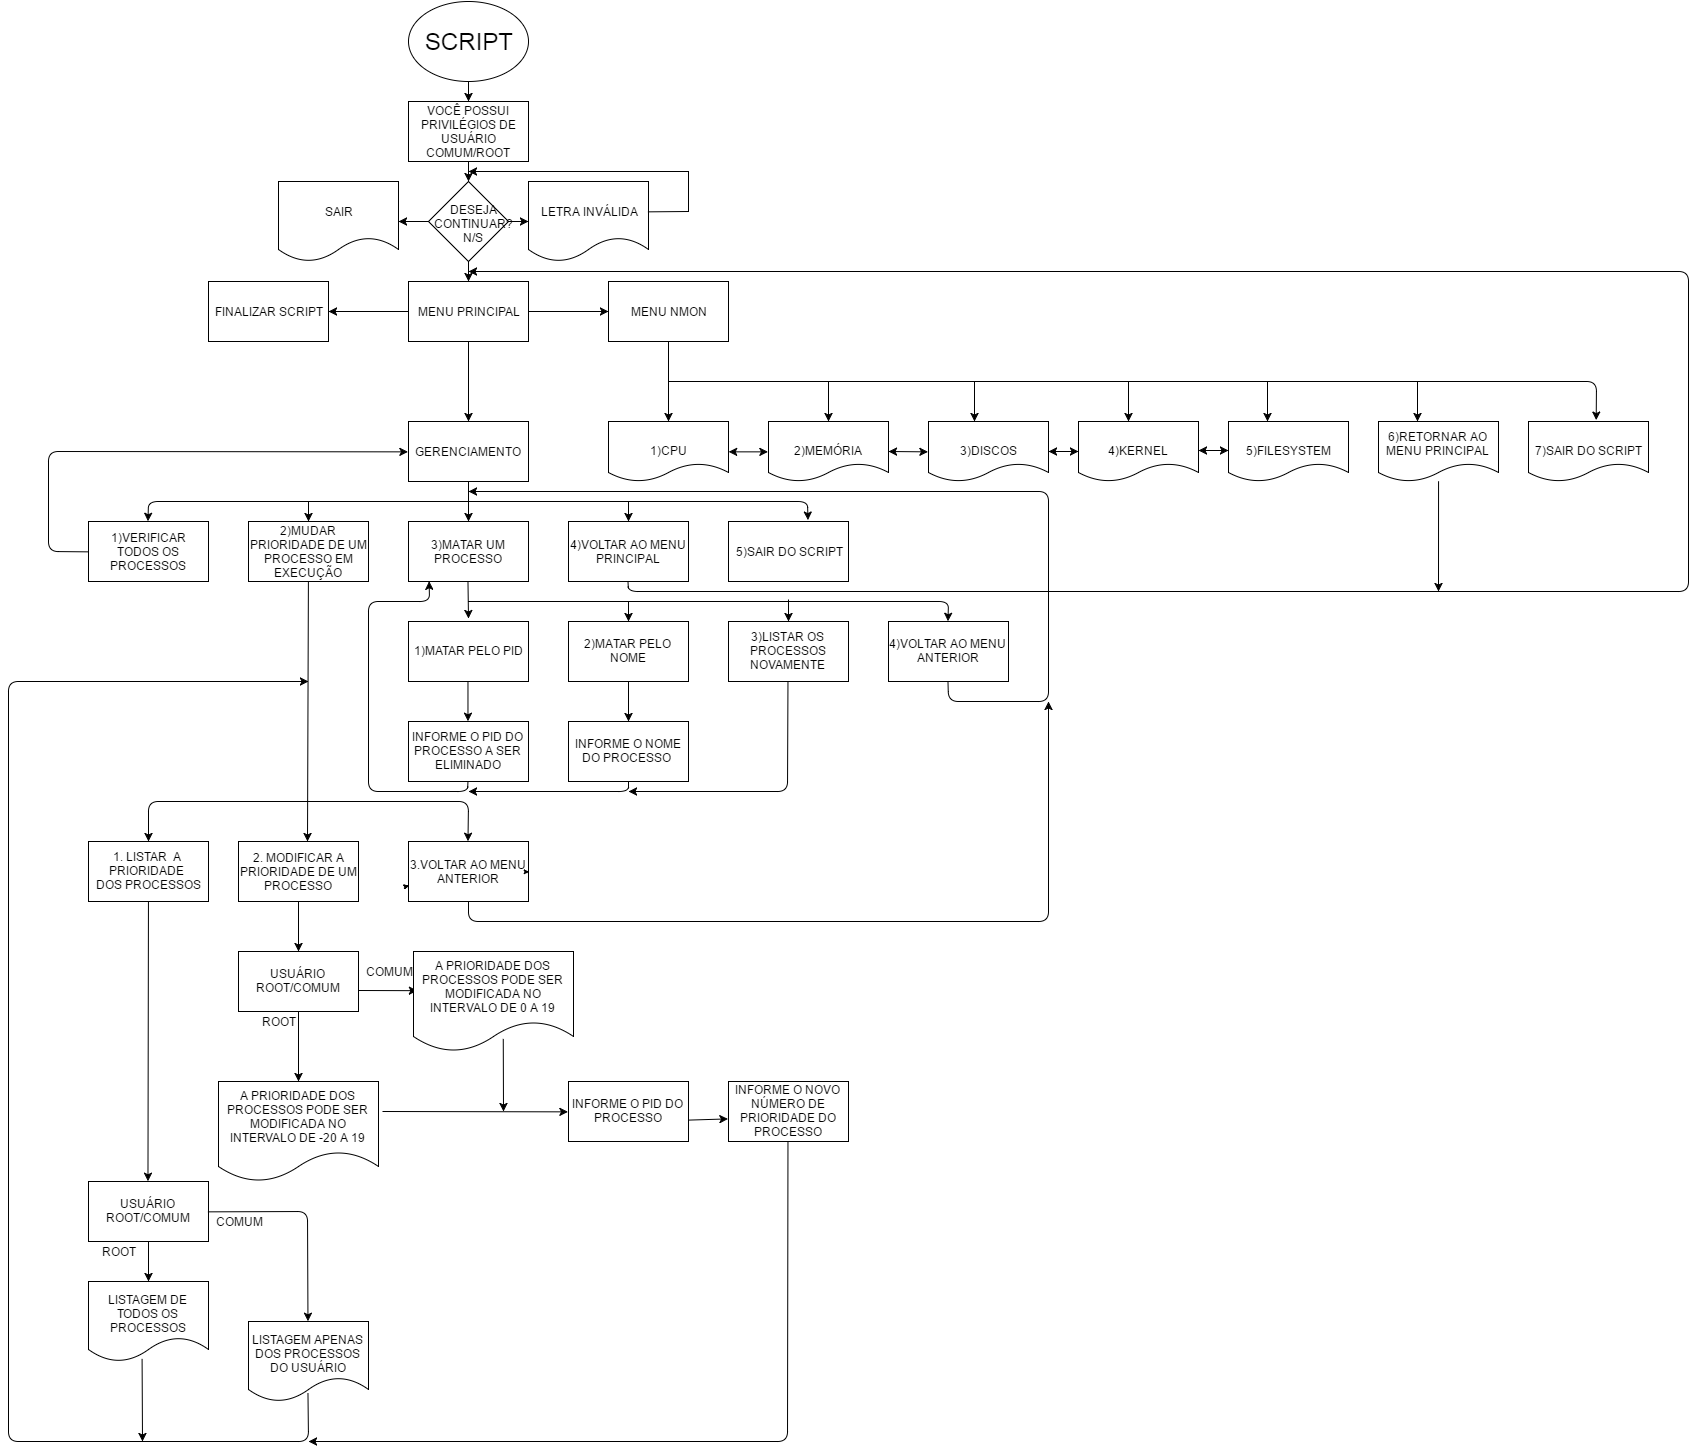 SCRIPT
VOCÊ POSSUI
PRIVILÉGIOS DE
USUÁRIO
COMUM/ROOT
SAIR
DESEJA
CONTINUAR?
N/S
LETRA INVÁLIDA
FINALIZAR SCRIPT
MENU PRINCIPAL
MENU NMON
GERENCIAMENTO
1)CPU
2)MEMÓRIA
3)DISCOS
4)KERNEL
5)FILESYSTEM
6)RETORNAR AO
MENU PRINCIPAL
7)SAIR DO SCRIPT
1)VERIFICAR
TODOS OS
PROCESSOS
2)MUDAR
PRIORIDADE DE UM
PROCESSO EM
EXECUÇÃO
3)MATAR UM
PROCESSO
4)VOLTAR AO MENU
PRINCIPAL
5)SAIR DO SCRIPT
1)MATAR PELO PID
2)MATAR PELO
NOME
3)LISTAR OS
PROCESSOS
NOVAMENTE
4)VOLTAR AO MENU
ANTERIOR
INFORME O PID DO
PROCESSO A SER
ELIMINADO
INFORME O NOME
DO PROCESSO
1. LISTAR A
PRIORIDADE
DOS PROCESSOS
2. MODIFICAR A
PRIORIDADE DE UM
PROCESSO
3.VOLTAR AO MENU
ANTERIOR
USUÁRIO
ROOT/COMUM
COMUM
A PRIORIDADE DOS
PROCESSOS PODE SER
MODIFICADA NO
INTERVALO DE 0 A 19
ROOT
A PRIORIDADE DOS
PROCESSOS PODE SER
MODIFICADA NO
INTERVALO DE -20 A 19
INFORME O PID DO
PROCESSO
INFORME O NOVO
NÚMERO DE
PRIORIDADE DO
PROCESSO
USUÁRIO
ROOT/COMUM
COMUM
ROOT
LISTAGEM DE
TODOS OS
PROCESSOS
LISTAGEM APENAS
DOS PROCESSOS
DO USUÁRIO